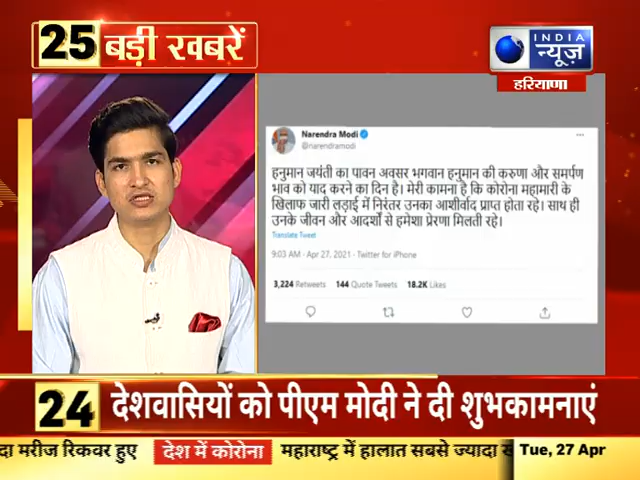 25 बड़ी खबरें
INDIA
न्यूज़
हरियाणा
Narendra Modi
@narendramodi
हनुमान जयंती का पावन अवसर भगवान हनुमान की करुणा और समर्पण
भाव को याद करने का दिन है। मेरी कामना है कि कोरोना महामारी के
खिलाफ जारी लड़ाई में निरंतर उनका आशीर्वाद प्राप्त होता रहे। साथ ही
उनके जीवन और आदर्शों से हमेशा प्रेरणा मिलती रहे।
Translate Tweet
9:03 AM · Apr 27, 2021 · Twitter for iPhone
3,224 Retweets 144 Quote Tweets 18.2K Likes
24 देशवासियों को पीएम मोदी ने दी शुभकामनाएं
मरीज रिकवर हुए देश में कोरोना महाराष्ट्र में हालात सबसे ज्यादा Tue, 27 Apr